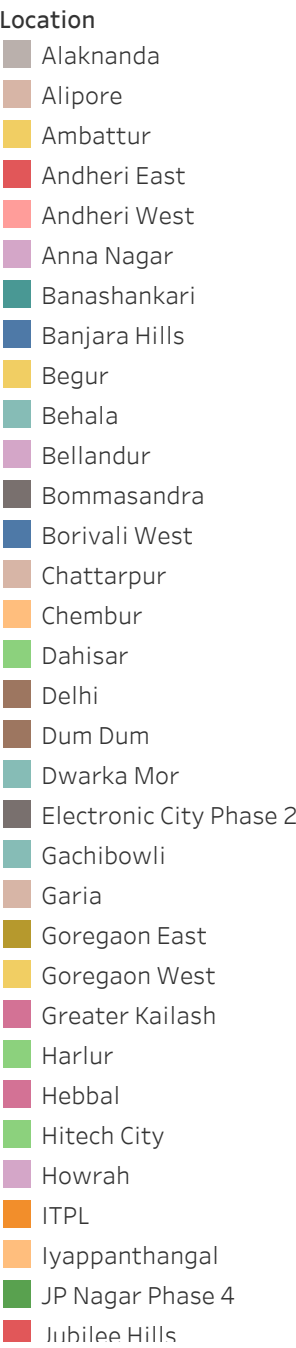 Location
Alaknanda
Alipore
Ambattur
Andheri East
Andheri West
Anna Nagar
Banashankari
Banjara Hills
Begur
Behala
Bellandur
Bommasandra
Borivali West
Chattarpur
Chembur
Dahisar
Delhi
Dum Dum
Dwarka Mor
Electronic City Phase 2
Gachibowli
Garia
Goregaon East
Goregaon West
Greater Kailash
Harlur
Hebbal
Hitech City
Howrah
ITPL
Iyappanthangal
JP Nagar Phase 4
Jubilee Hills